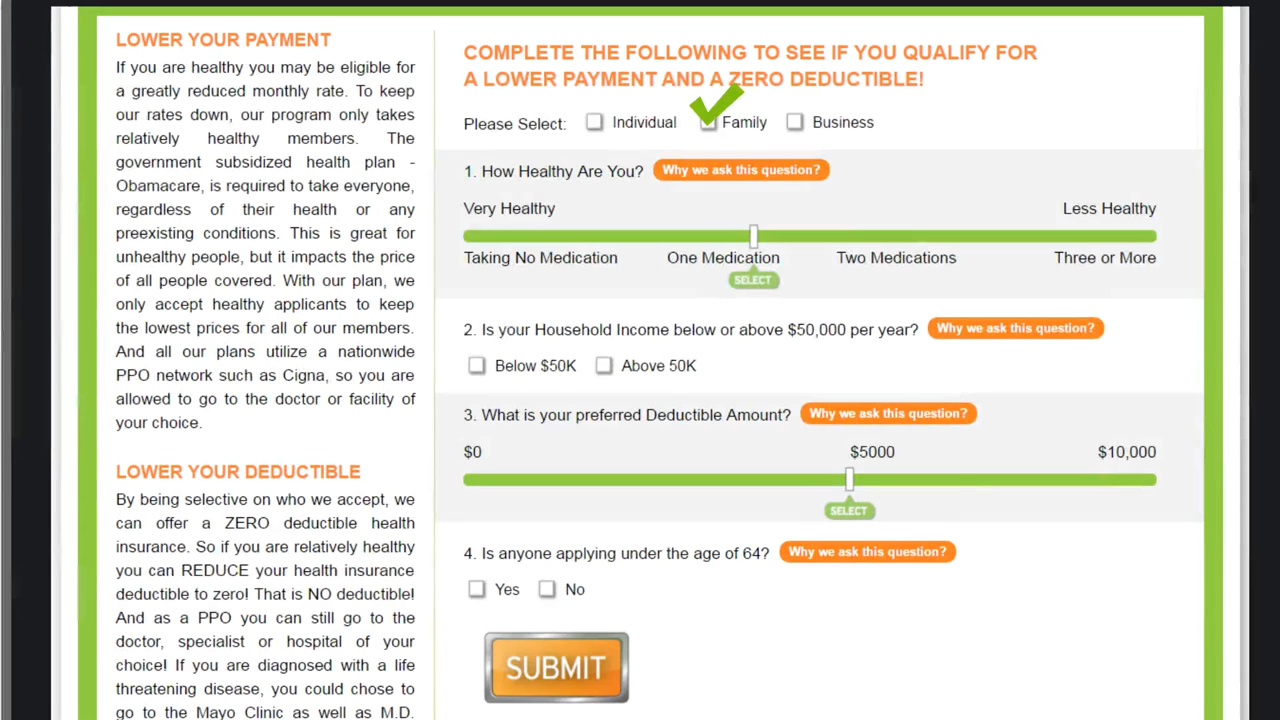 LOWER YOUR PAYMENT
If you are healthy you may be eligible for
a greatly reduced monthly rate. To keep
our rates down, our program only takes
relatively healthy members. The
government subsidized health plan -
Obamacare, is required to take everyone,
regardless of their health or any
preexisting conditions. This is great for
unhealthy people, but it impacts the price
of all people covered. With our plan, we
only accept healthy applicants to keep
the lowest prices for all of our members.
And all our plans utilize a nationwide
PPO network such as Cigna, so you are
allowed to go to the doctor or facility of
your choice.
LOWER YOUR DEDUCTIBLE
By being selective on who we accept, we
can offer a ZERO deductible health
insurance. So if you are relatively healthy
you can REDUCE your health insurance
deductible to zero! That is NO deductible!
And as a PPO you can still go to the
doctor, specialist or hospital of your
choice! If you are diagnosed with a life
threatening disease, you could chose to
go to the Mayo Clinic as well as M.D.
COMPLETE THE FOLLOWING TO SEE IF YOU QUALIFY FOR
A LOWER PAYMENT AND A ZERO DEDUCTIBLE!
Please Select: Individual Family Business
1. How Healthy Are You? Why we ask this question?
Very Healthy Less Healthy
Taking No Medication One Medication Two Medications Three or More
SELECT
2. Is your Household Income below or above $50,000 per year? Why we ask this question?
Below $50K Above 50K
3. What is your preferred Deductible Amount? Why we ask this question?
$0 $5000 $10,000
SELECT
4. Is anyone applying under the age of 64? Why we ask this question?
Yes No
SUBMIT